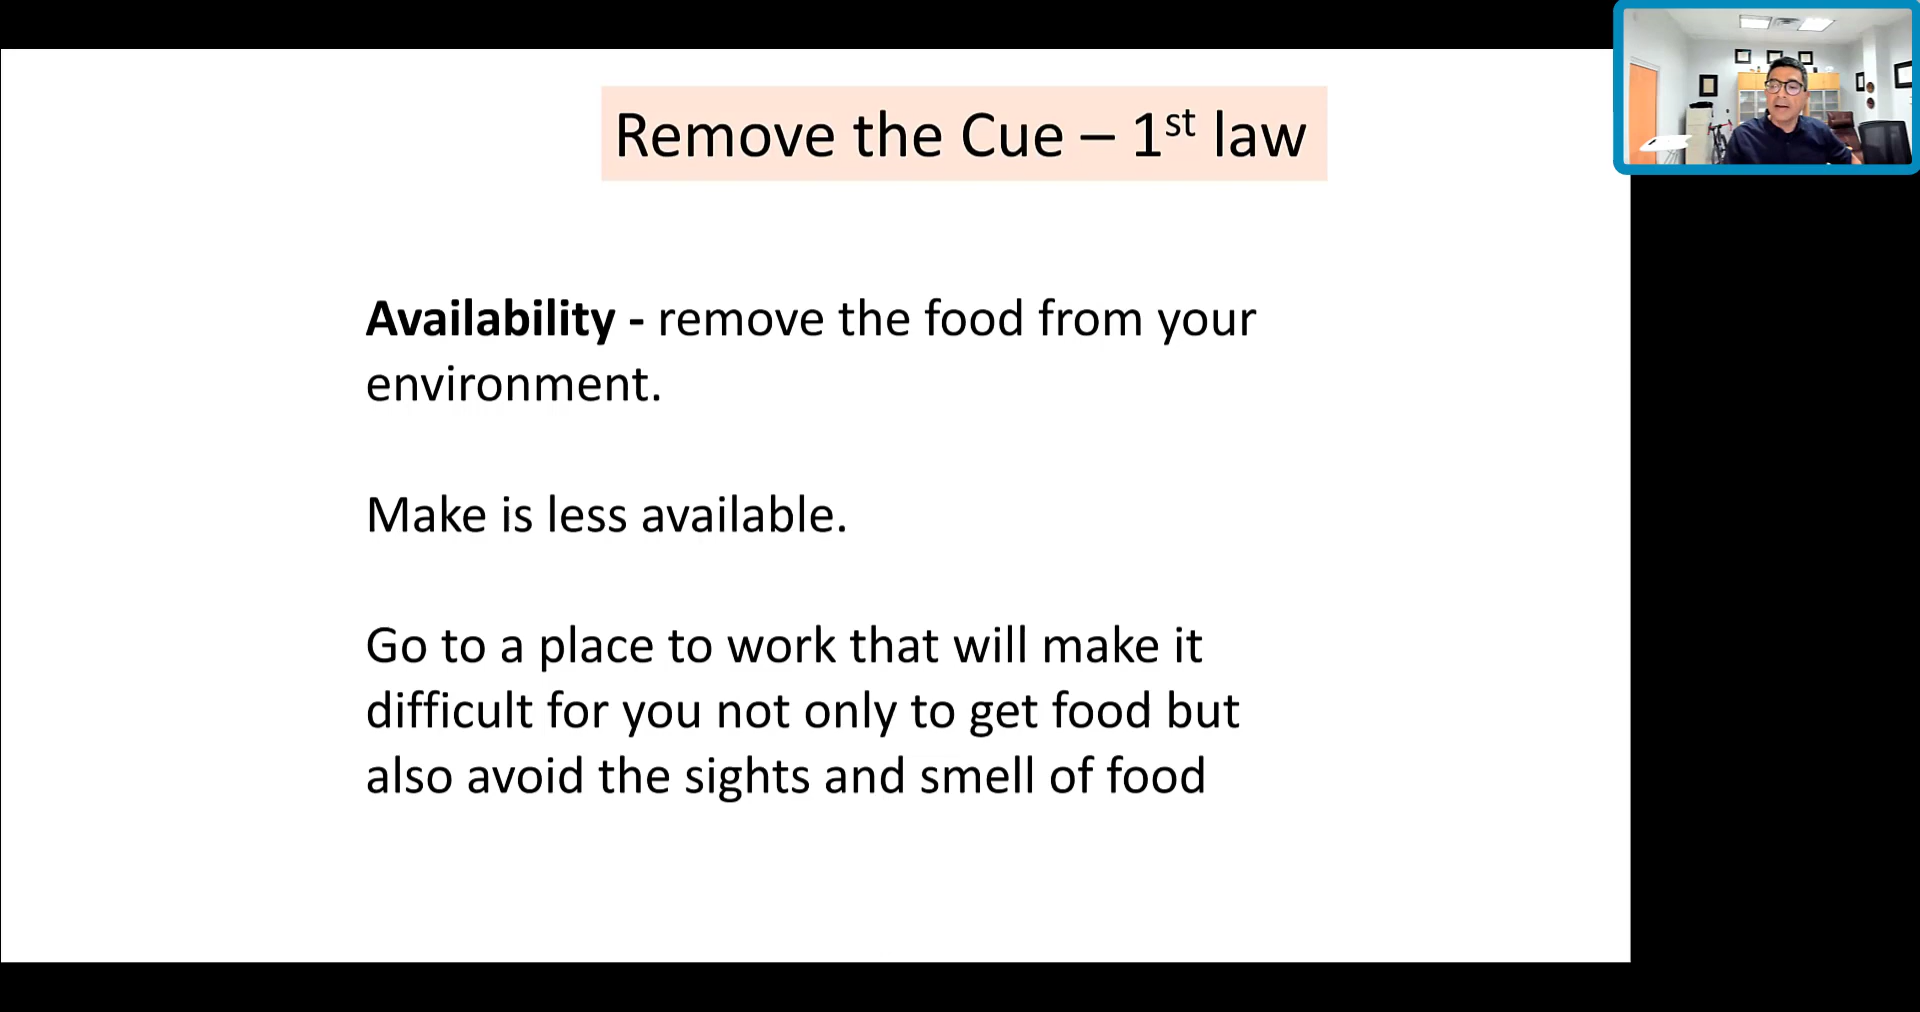 Remove the Cue – 1st law
Availability - remove the food from your
environment.
Make is less available.
Go to a place to work that will make it
difficult for you not only to get food but
also avoid the sights and smell of food